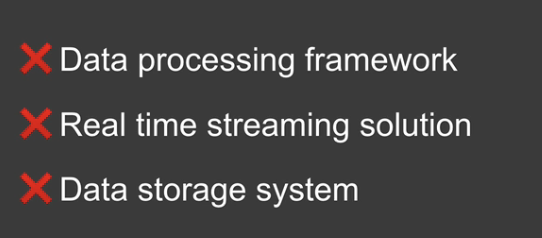 ❌ Data processing framework
❌ Real time streaming solution
❌ Data storage system